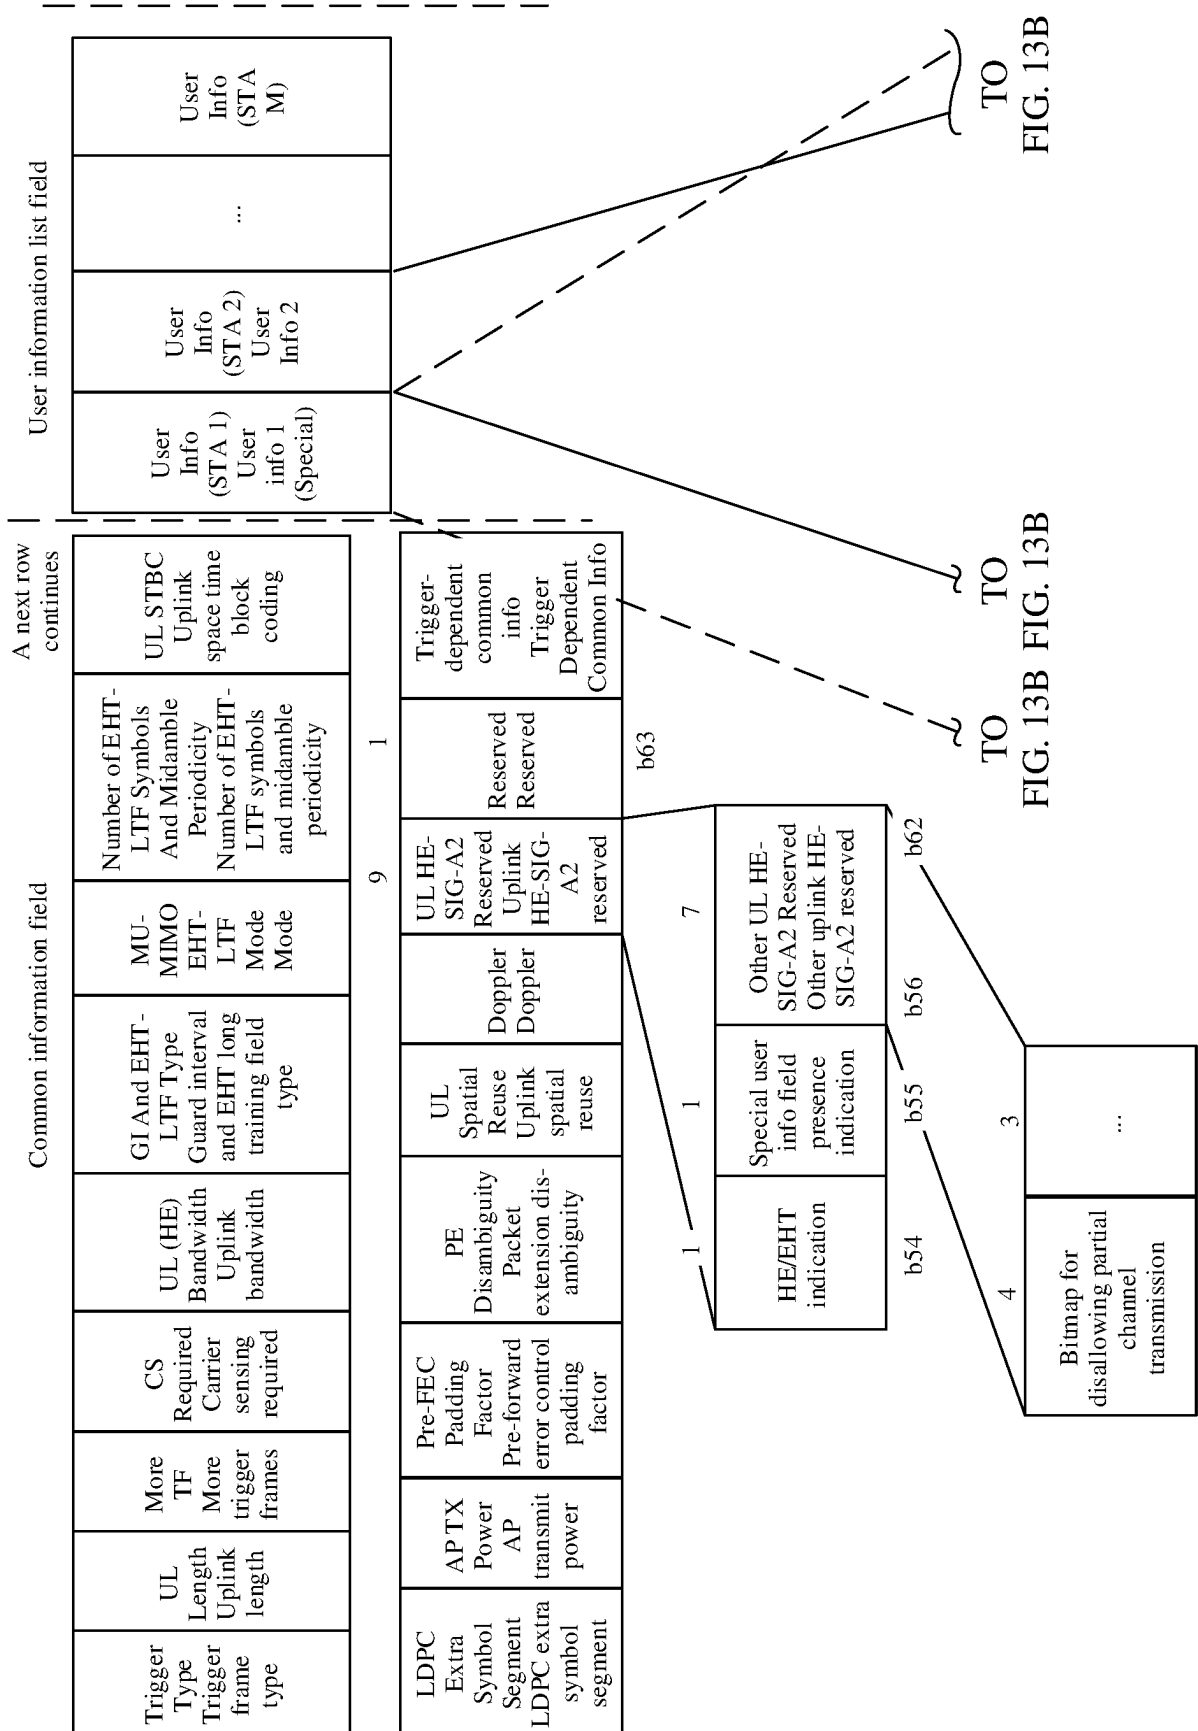 Common information field
A next row
continues
User information list field
Trigger
Type
Trigger
frame
type
UL
Length
Uplink
length
More
TF
More
trigger
frames
CS
Required
Carrier
sensing
required
UL (HE)
Bandwidth
Uplink
bandwidth
GI And EHT-
LTF Type
Guard interval
and EHT long
training field
type
MU-
MIMO
EHT-
LTF
Mode
Mode
Number of EHT-
LTF Symbols
And Midamble
Periodicity
Number of EHT-
LTF symbols
and midamble
periodicity
UL STBC
Uplink
space time
block
coding
User
Info
(STA 1)
User
info 1
(Special)
User
Info
(STA 2)
User
Info 2
...
User
Info
(STA
M)
9
1
LDPC
Extra
Symbol
Segment
LDPC extra
symbol
segment
AP TX
Power
AP
transmit
power
Pre-FEC
Padding
Factor
Pre-forward
error control
padding
factor
PE
Disambiguity
Packet
extension dis-
ambiguity
UL
Spatial
Reuse
Uplink
spatial
reuse
Doppler
Doppler
UL HE-
SIG-A2
Reserved
Uplink
HE-SIG-
A2
reserved
Reserved
Reserved
Trigger-
dependent
common
info
Trigger
Dependent
Common Info
b63
1
1
7
HE/EHT
indication
Special user
info field
presence
indication
Other UL HE-
SIG-A2 Reserved
Other uplink HE-
SIG-A2 reserved
b54
b55
b56
b62
4
3
Bitmap for
disallowing partial
channel
transmission
...
TO
FIG. 13B
TO
FIG. 13B
TO
FIG. 13B